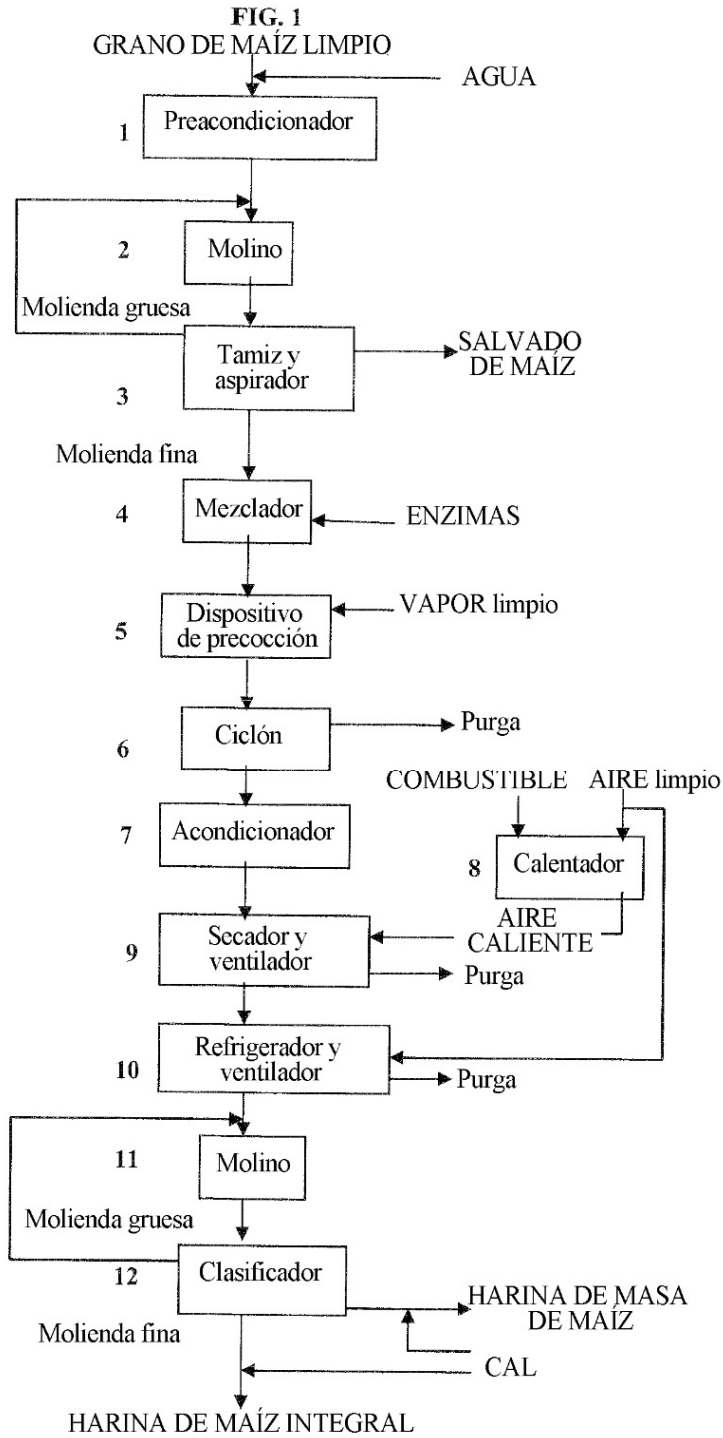 FIG. 1
GRANO DE MAÍZ LIMPIO
AGUA
1
Preacondicionador
2
Molino
Molienda gruesa
Tamiz y
aspirador
3
SALVADO
DE MAÍZ
Molienda fina
4
Mezclador
ENZIMAS
5
Dispositivo
de precocción
VAPOR limpio
6
Ciclón
Purga
COMBUSTIBLE
AIRE limpio
7
Acondicionador
8
Calentador
9
Secador y
ventilador
AIRE
CALIENTE
Purga
10
Refrigerador y
ventilador
Purga
11
Molino
Molienda gruesa
12
Clasificador
HARINA DE MASA
DE MAÍZ
Molienda fina
CAL
HARINA DE MAÍZ INTEGRAL